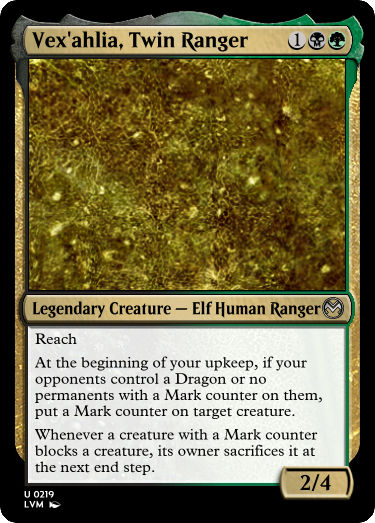 Vex'ahlia, Twin Ranger 1
Legendary Creature — Elf Human Ranger
Reach
At the beginning of your upkeep, if your
opponents control a Dragon or no
permanents with a Mark counter on them,
put a Mark counter on target creature.
Whenever a creature with a Mark counter
blocks a creature, its owner sacrifices it at
the next end step.
2/4
U 0219
LVM